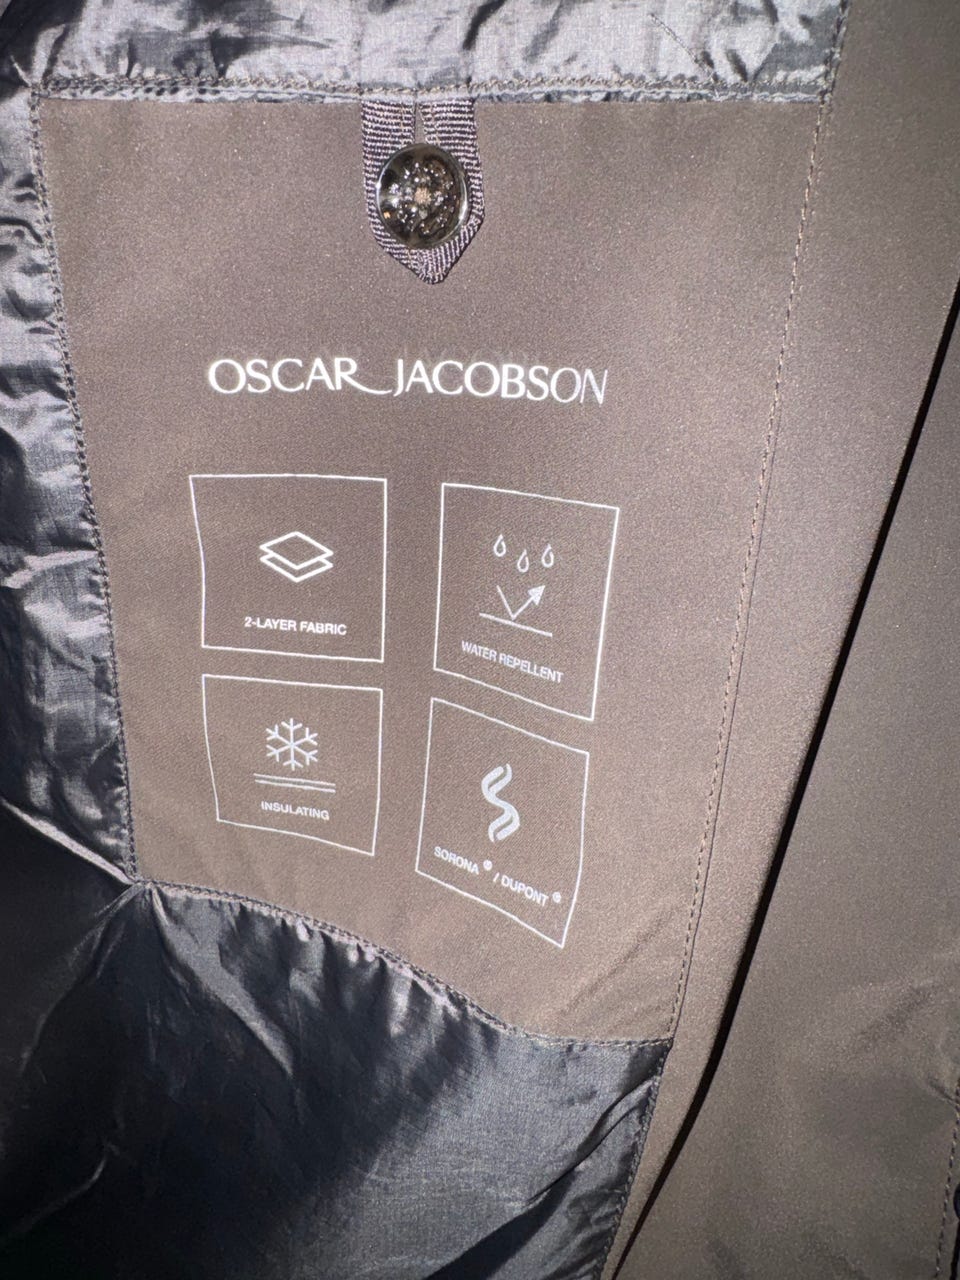 OSCAR JACOBSON
2-LAYER FABRIC
WATER REPELLENT
INSULATING
SORONA® / DUPONT®